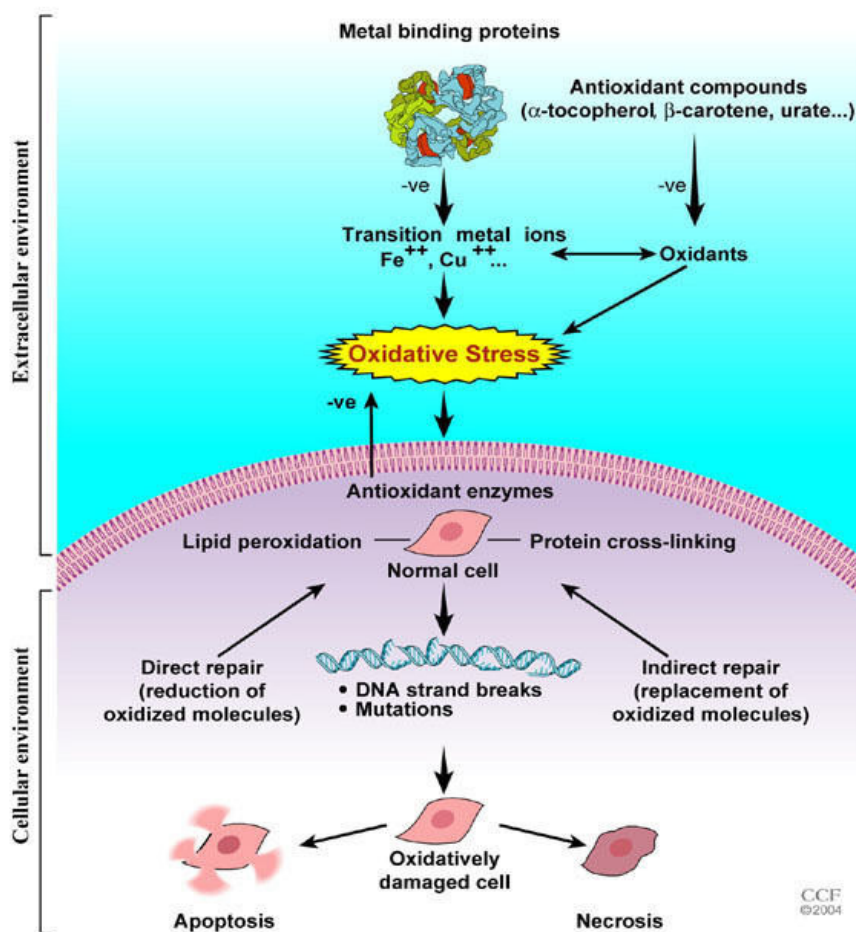 Extracellular environment
Metal binding proteins
Antioxidant compounds
(α-tocopherol, β-carotene, urate...)
-ve
-ve
Transition metal ions
Fe++, Cu++...
Oxidants
Oxidative Stress
-ve
Antioxidant enzymes
Lipid peroxidation
Protein cross-linking
Normal cell
Cellular environment
Direct repair
(reduction of
oxidized molecules)
• DNA strand breaks
• Mutations
Indirect repair
(replacement of
oxidized molecules)
Oxidatively
damaged cell
Apoptosis
Necrosis
CCF
©2004